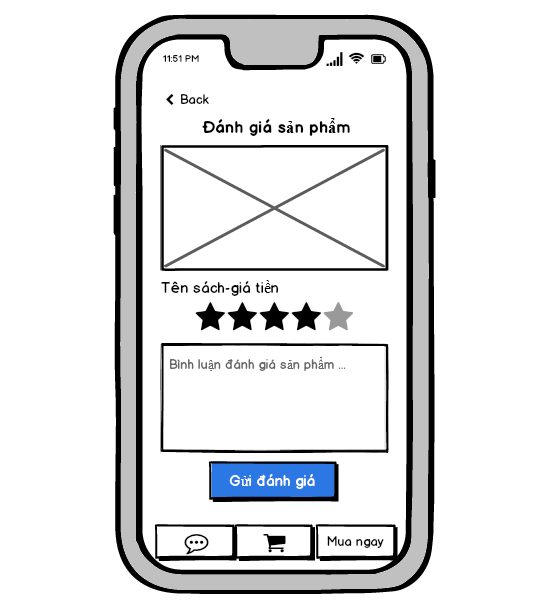 11:51 PM
Back
Đánh giá sản phẩm
Tên sách-giá tiền
Bình luận đánh giá sản phẩm ...
Gửi đánh giá
Mua ngay